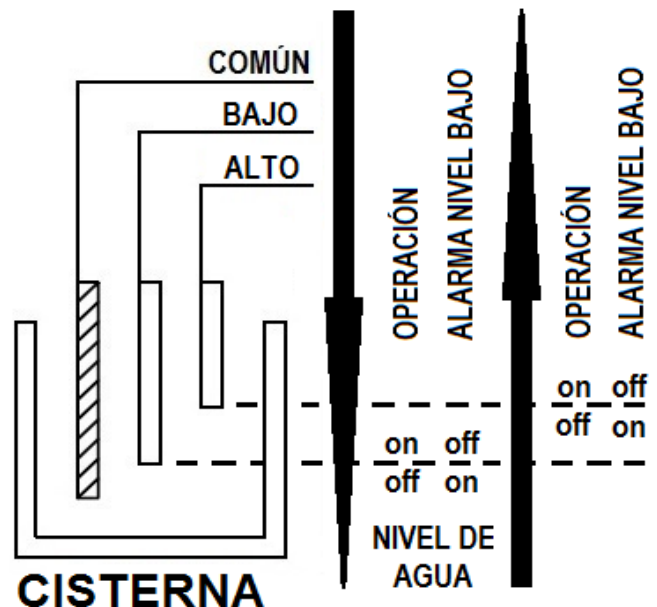 COMÚN
BAJO
ALTO
OPERACIÓN
ALARMA NIVEL BAJO
OPERACIÓN
ALARMA NIVEL BAJO
on off
off on
on off
off on
NIVEL DE
AGUA
CISTERNA